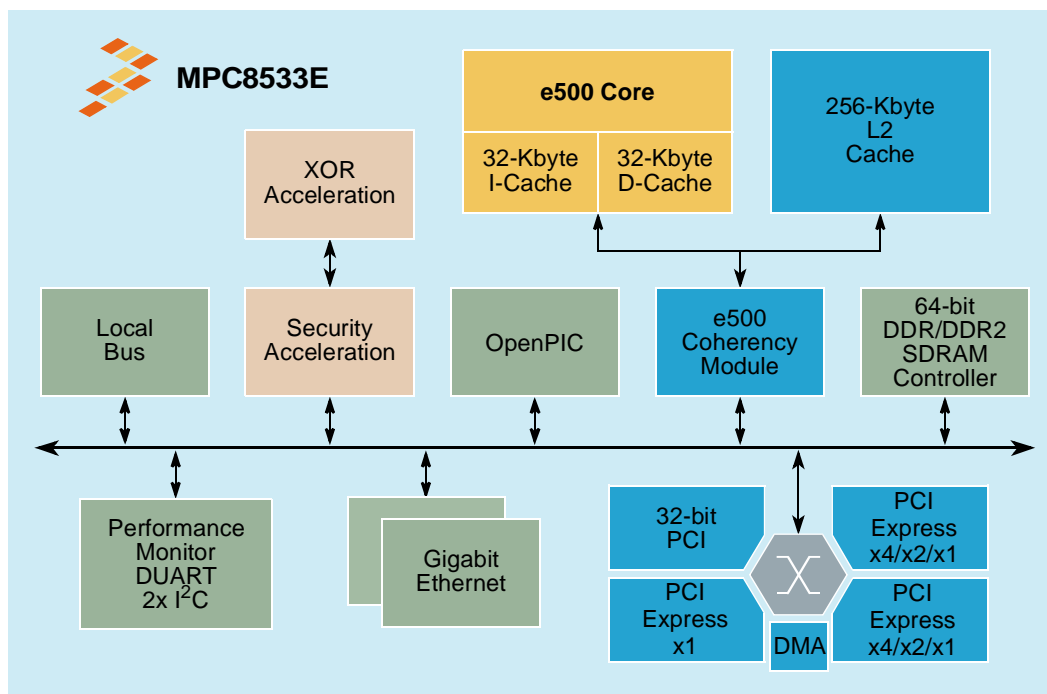 MPC8533E
e500 Core
32-Kbyte
I-Cache
32-Kbyte
D-Cache
256-Kbyte
L2
Cache
XOR
Acceleration
Local
Bus
Security
Acceleration
OpenPIC
e500
Coherency
Module
64-bit
DDR/DDR2
SDRAM
Controller
Performance
Monitor
DUART
2x I²C
Gigabit
Ethernet
32-bit
PCI
PCI
Express
x4/x2/x1
PCI
Express
x1
DMA
PCI
Express
x4/x2/x1